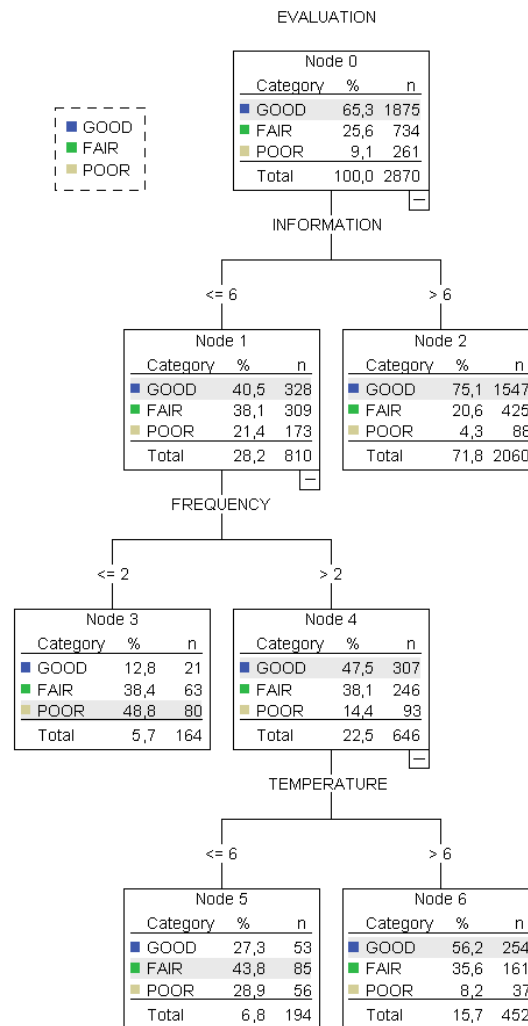 EVALUATION
Node 0
Category % n
GOOD 65,3 1875
FAIR 25,6 734
POOR 9,1 261
Total 100,0 2870
GOOD
FAIR
POOR
INFORMATION
<= 6
> 6
Node 1
Category % n
GOOD 40,5 328
FAIR 38,1 309
POOR 21,4 173
Total 28,2 810
Node 2
Category % n
GOOD 75,1 1547
FAIR 20,6 425
POOR 4,3 88
Total 71,8 2060
FREQUENCY
<= 2
> 2
Node 3
Category % n
GOOD 12,8 21
FAIR 38,4 63
POOR 48,8 80
Total 5,7 164
Node 4
Category % n
GOOD 47,5 307
FAIR 38,1 246
POOR 14,4 93
Total 22,5 646
TEMPERATURE
<= 6
> 6
Node 5
Category % n
GOOD 27,3 53
FAIR 43,8 85
POOR 28,9 56
Total 6,8 194
Node 6
Category % n
GOOD 56,2 254
FAIR 35,6 161
POOR 8,2 37
Total 15,7 452